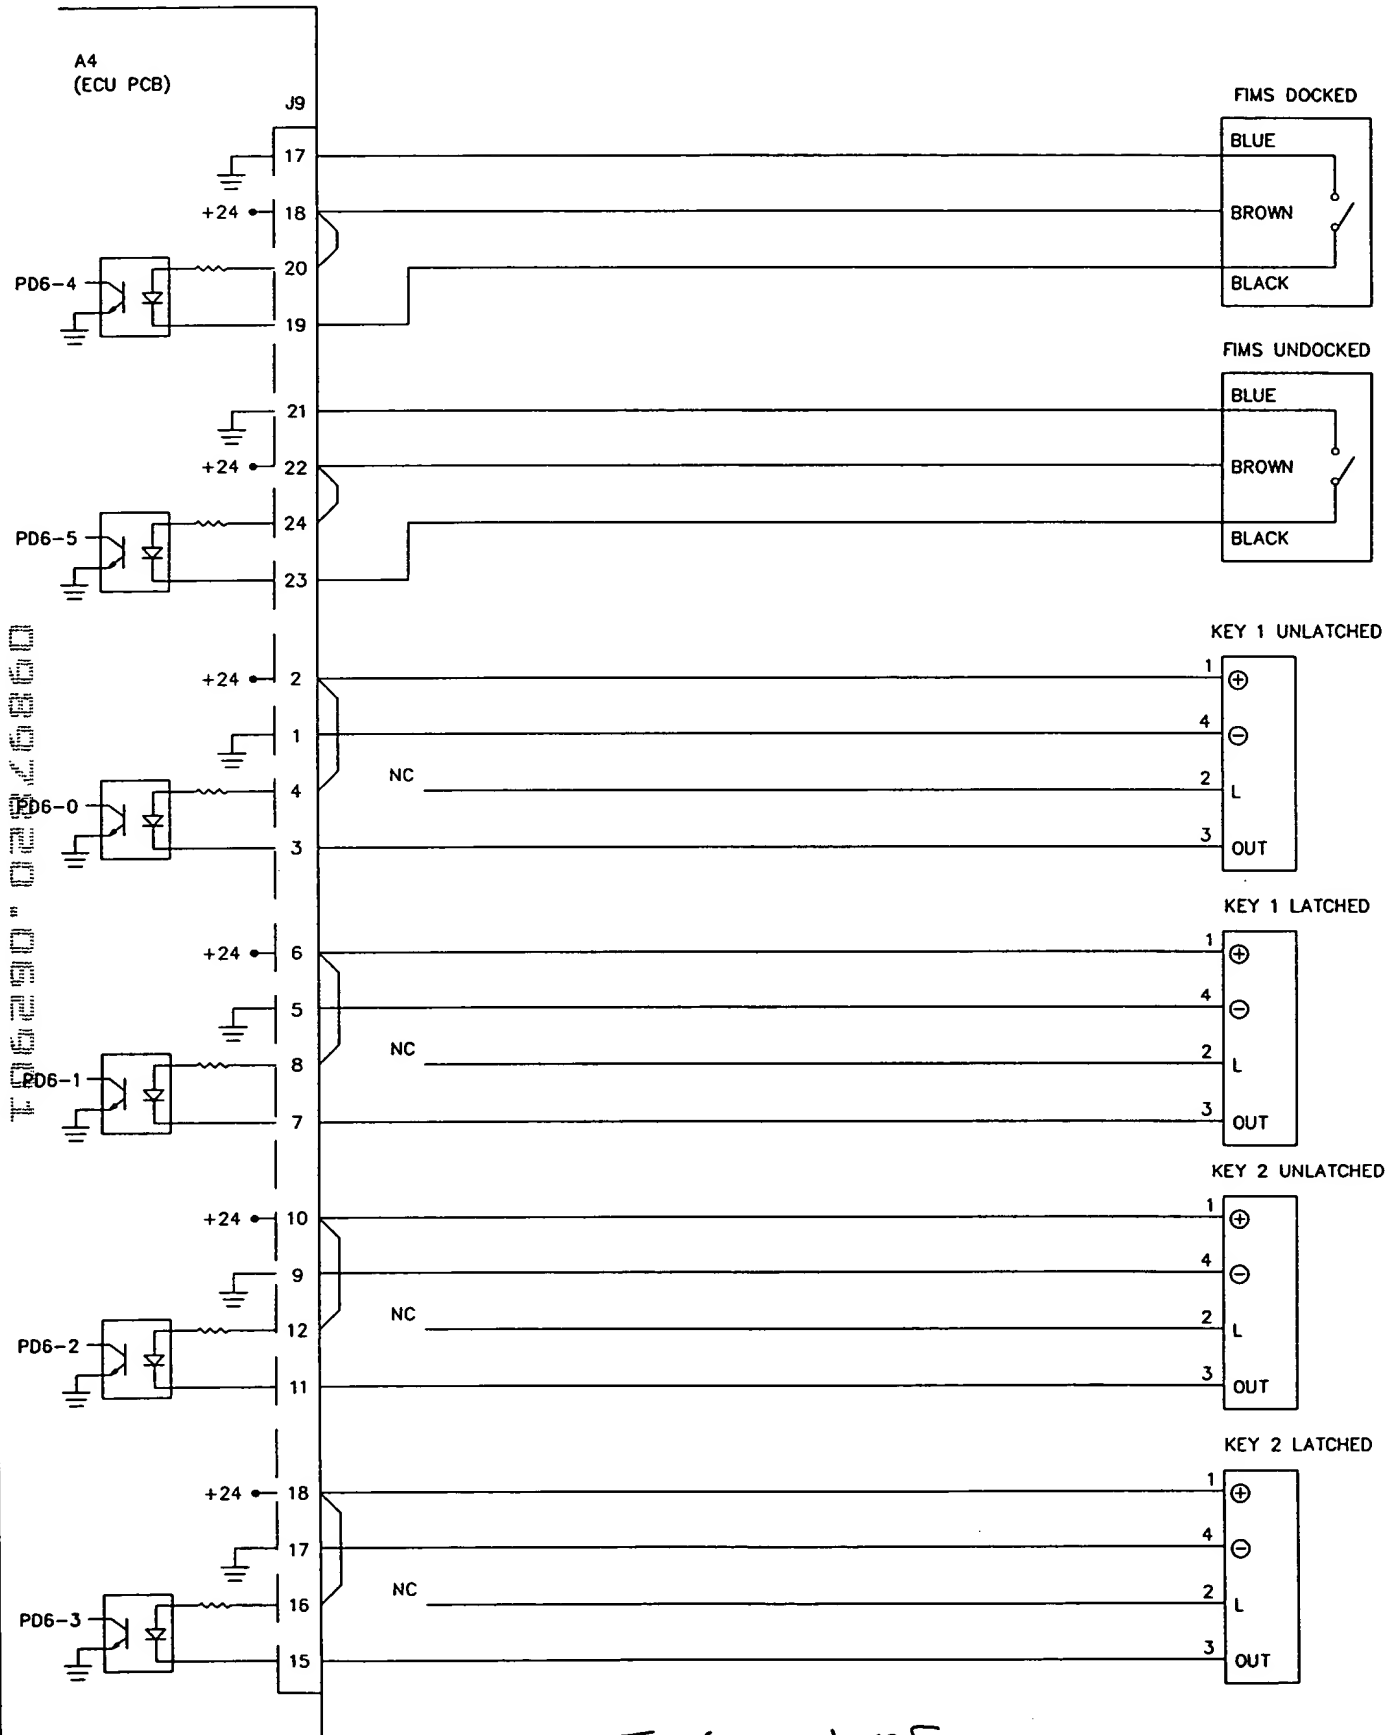 A4
(ECU PCB)
J9
FIMS DOCKED
17
BLUE
+24
18
BROWN
PD6-4
20
BLACK
19
FIMS UNDOCKED
21
BLUE
+24
22
BROWN
PD6-5
24
BLACK
23
KEY 1 UNLATCHED
+24
2
1
+
1
4
−
PD6-0
4
NC
2
L
3
3
OUT
KEY 1 LATCHED
+24
6
1
+
5
4
−
PD6-1
8
NC
2
L
7
3
OUT
KEY 2 UNLATCHED
+24
10
1
+
9
4
−
PD6-2
12
NC
2
L
11
3
OUT
KEY 2 LATCHED
+24
18
1
+
17
4
−
PD6-3
16
NC
2
L
15
3
OUT